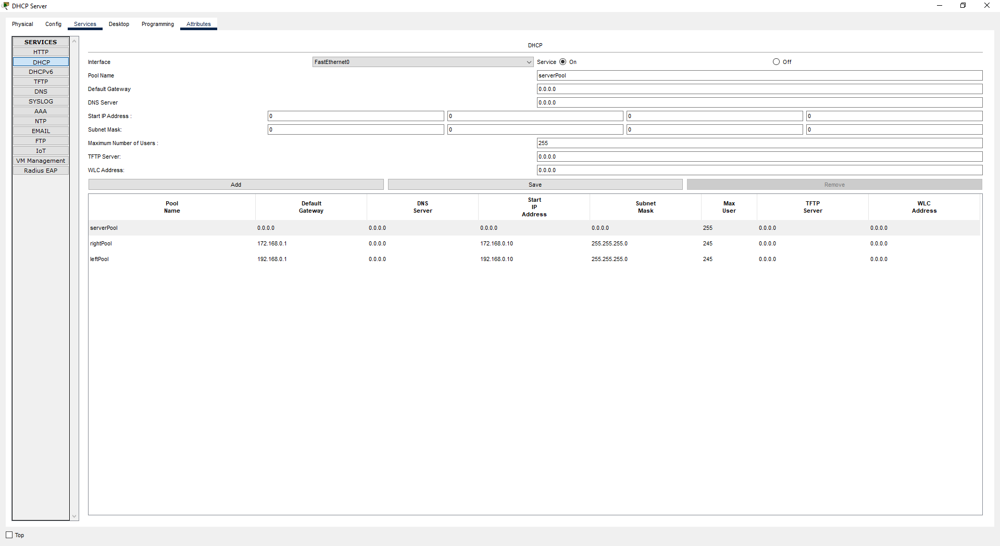 DHCP Server
Physical Config Services Desktop Programming Attributes
SERVICES
HTTP
DHCP
DHCPv6
TFTP
DNS
SYSLOG
AAA
NTP
EMAIL
FTP
IoT
VM Management
Radius EAP
DHCP
Interface FastEthernet0 Service On Off
Pool Name serverPool
Default Gateway 0.0.0.0
DNS Server 0.0.0.0
Start IP Address : 0 0 0 0
Subnet Mask: 0 0 0 0
Maximum Number of Users : 255
TFTP Server: 0.0.0.0
WLC Address: 0.0.0.0
Add Save Remove
Pool Name Default Gateway DNS Server Start IP Address Subnet Mask Max User TFTP Server WLC Address
serverPool 0.0.0.0 0.0.0.0 0.0.0.0 0.0.0.0 255 0.0.0.0 0.0.0.0
rightPool 172.168.0.1 0.0.0.0 172.168.0.10 255.255.255.0 245 0.0.0.0 0.0.0.0
leftPool 192.168.0.1 0.0.0.0 192.168.0.10 255.255.255.0 245 0.0.0.0 0.0.0.0
Top